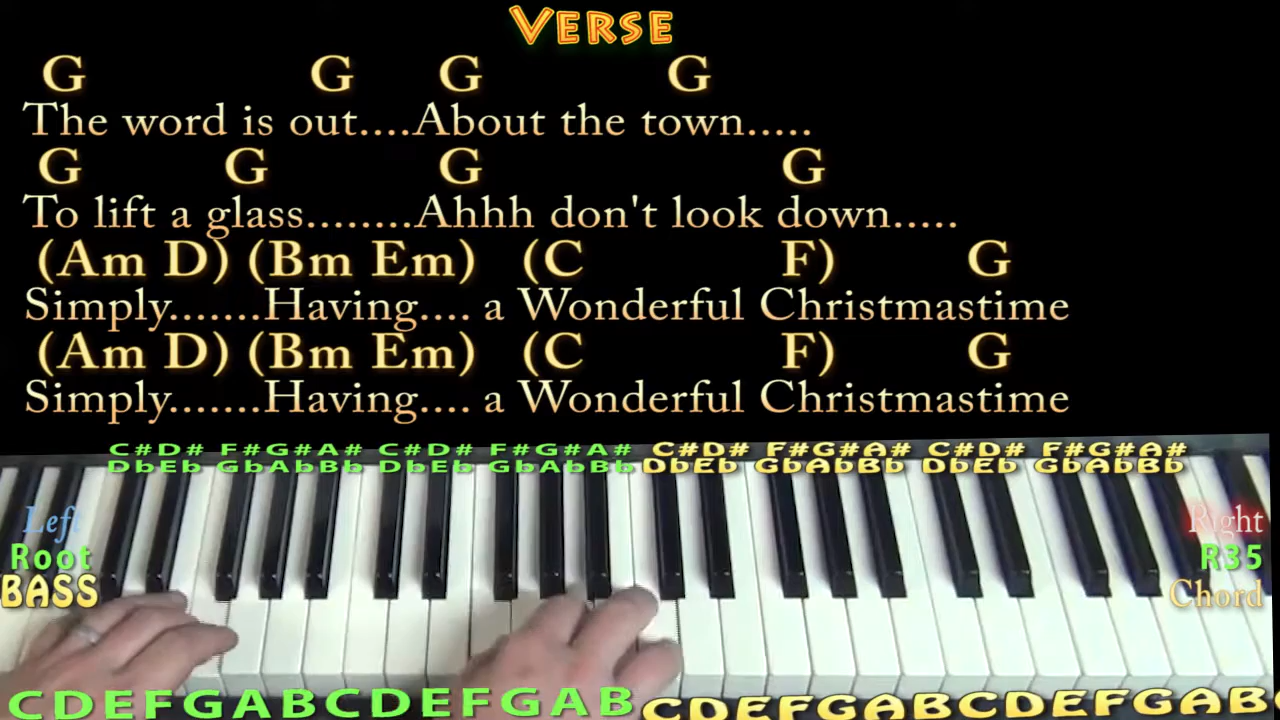 VERSE
G G G G
The word is out....About the town.....
G G G G
To lift a glass........Ahhh don't look down.....
(Am D) (Bm Em) (C F) G
Simply.......Having.... a Wonderful Christmastime
(Am D) (Bm Em) (C F) G
Simply.......Having.... a Wonderful Christmastime
C#D# F#G#A# C#D# F#G#A# C#D# F#G#A# C#D# F#G#A#
DbEb GbAbBb DbEb GbAbBb DbEb GbAbBb DbEb GbAbBb
Left
Root
BASS
Right
R35
Chord
CDEFGABCDEFGAB CDEFGABCDEFGAB